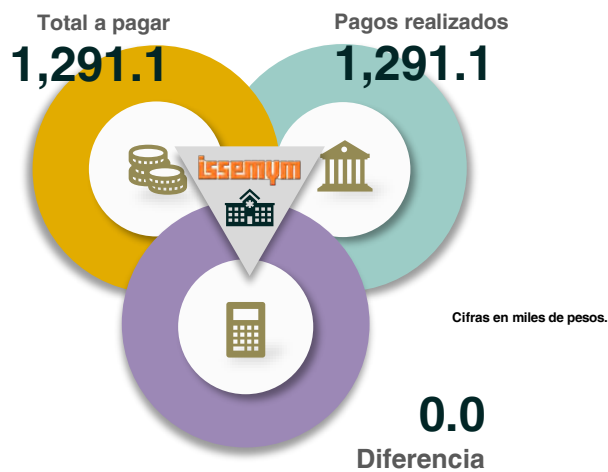 Total a pagar
1,291.1
Pagos realizados
1,291.1
issemym
Cifras en miles de pesos.
0.0
Diferencia